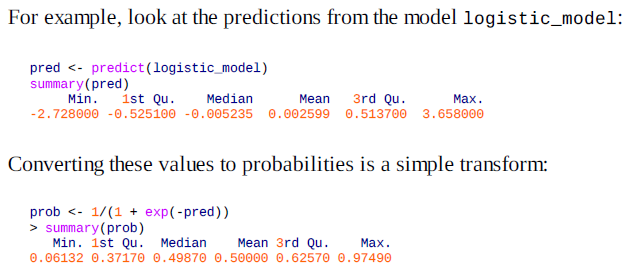 For example, look at the predictions from the model logistic_model:
pred <- predict(logistic_model)
summary(pred)
Min. 1st Qu. Median Mean 3rd Qu. Max.
-2.728000 -0.525100 -0.005235 0.002599 0.513700 3.658000
Converting these values to probabilities is a simple transform:
prob <- 1/(1 + exp(-pred))
> summary(prob)
Min. 1st Qu. Median Mean 3rd Qu. Max.
0.06132 0.37170 0.49870 0.50000 0.62570 0.97490